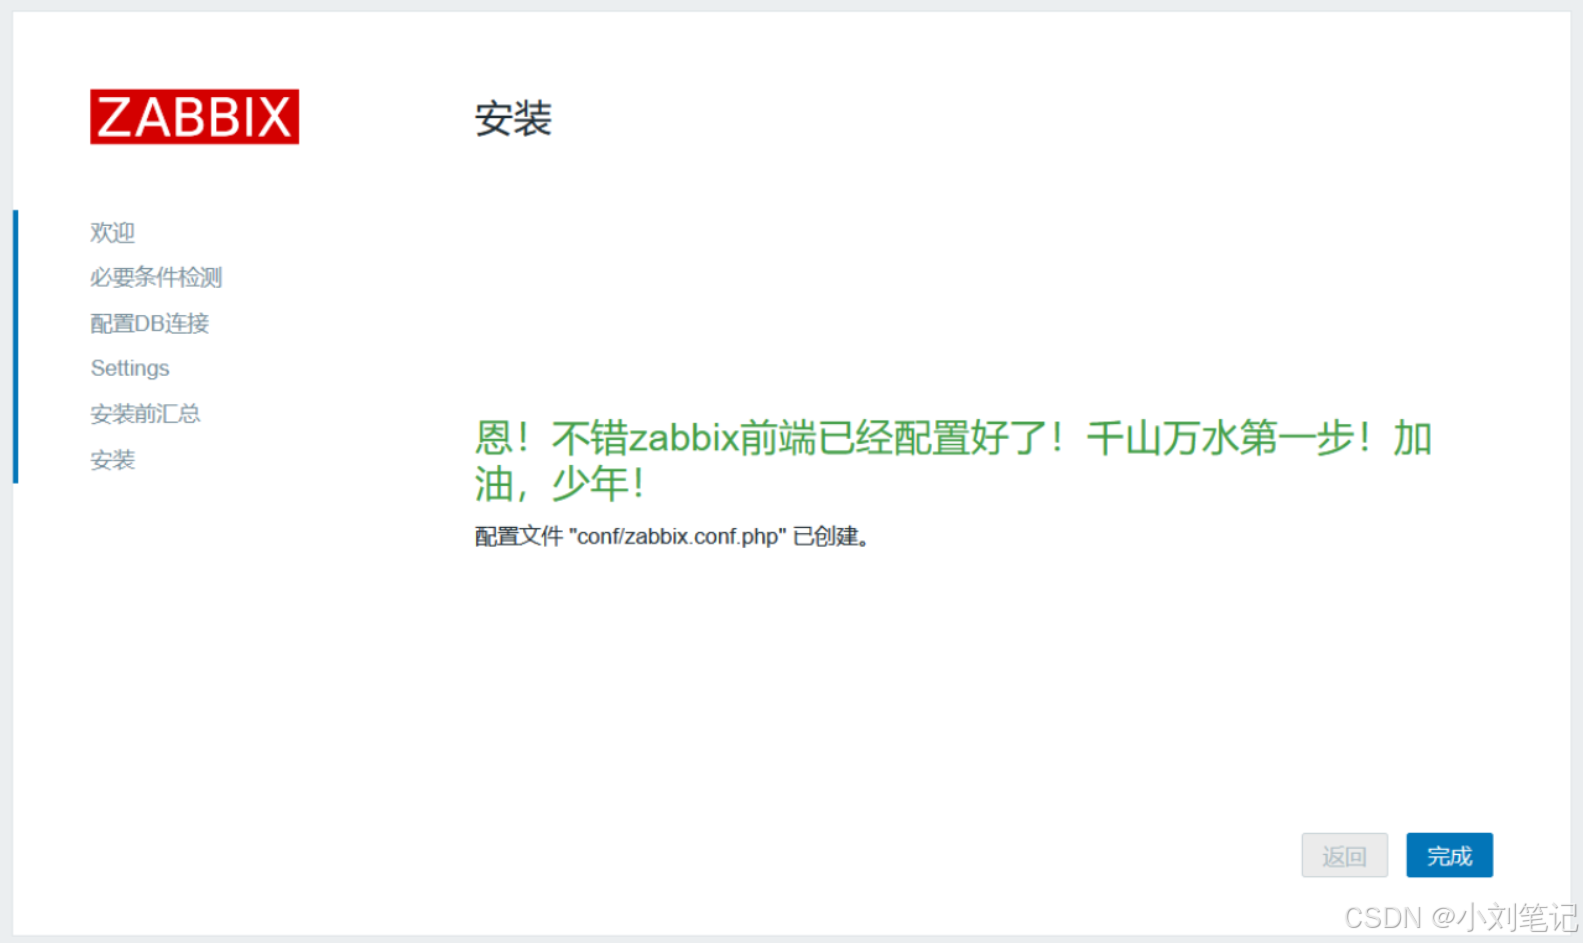 ZABBIX
安装
欢迎
必要条件检测
配置DB连接
Settings
安装前汇总
安装
恩！不错zabbix前端已经配置好了！千山万水第一步！加
油，少年！
配置文件 "conf/zabbix.conf.php" 已创建。
返回
完成
CSDN @小刘笔记